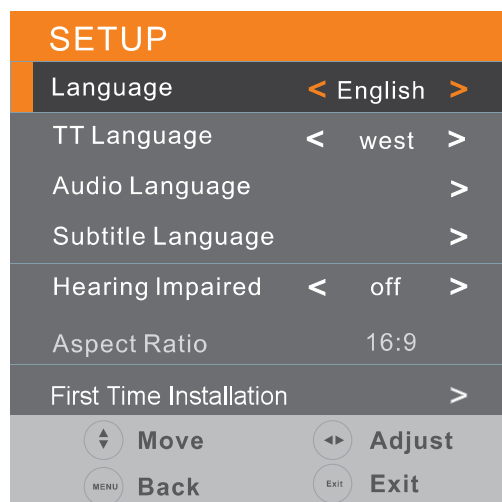 SETUP
Language < English >
TT Language < west >
Audio Language >
Subtitle Language >
Hearing Impaired < off >
Aspect Ratio 16:9
First Time Installation >
Move Adjust
MENU Back Exit Exit